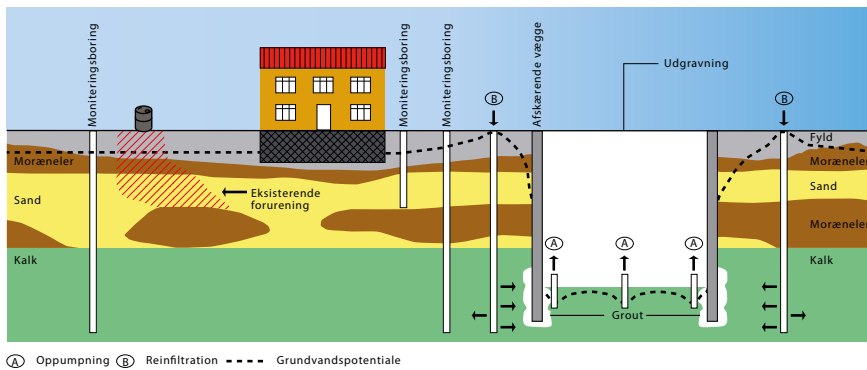 Moniteringsboring
Moniteringsboring
Moniteringsboring
B
Afskærende vægge
Udgravning
B
Fyld
Moræneler
Moræneler
Eksisterende
forurening
Sand
Sand
Moræneler
A
A
A
Kalk
Kalk
Grout
A Oppumpning B Reinfiltration Grundvandspotentiale